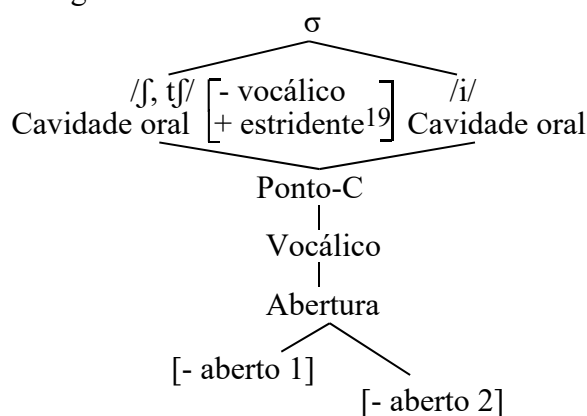 σ
/ʃ, tʃ/ [- vocálico /i/
Cavidade oral + estridente19] Cavidade oral
Ponto-C
Vocálico
Abertura
[- aberto 1]
[- aberto 2]